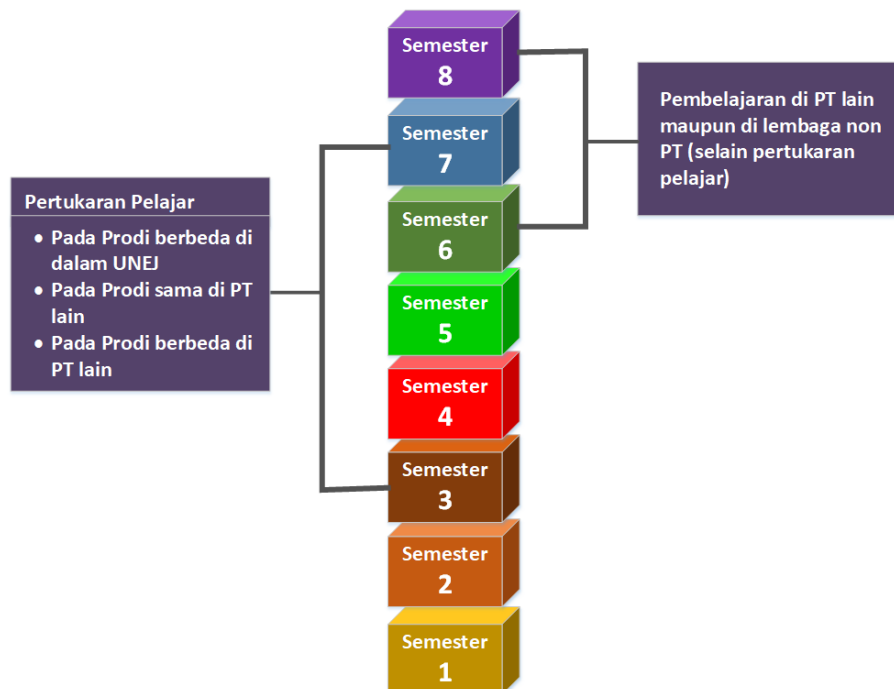 Semester
8
Pembelajaran di PT lain
maupun di lembaga non
PT (selain pertukaran
pelajar)
Semester
7
Pertukaran Pelajar
• Pada Prodi berbeda di
dalam UNEJ
• Pada Prodi sama di PT
lain
• Pada Prodi berbeda di
PT lain
Semester
6
Semester
5
Semester
4
Semester
3
Semester
2
Semester
1